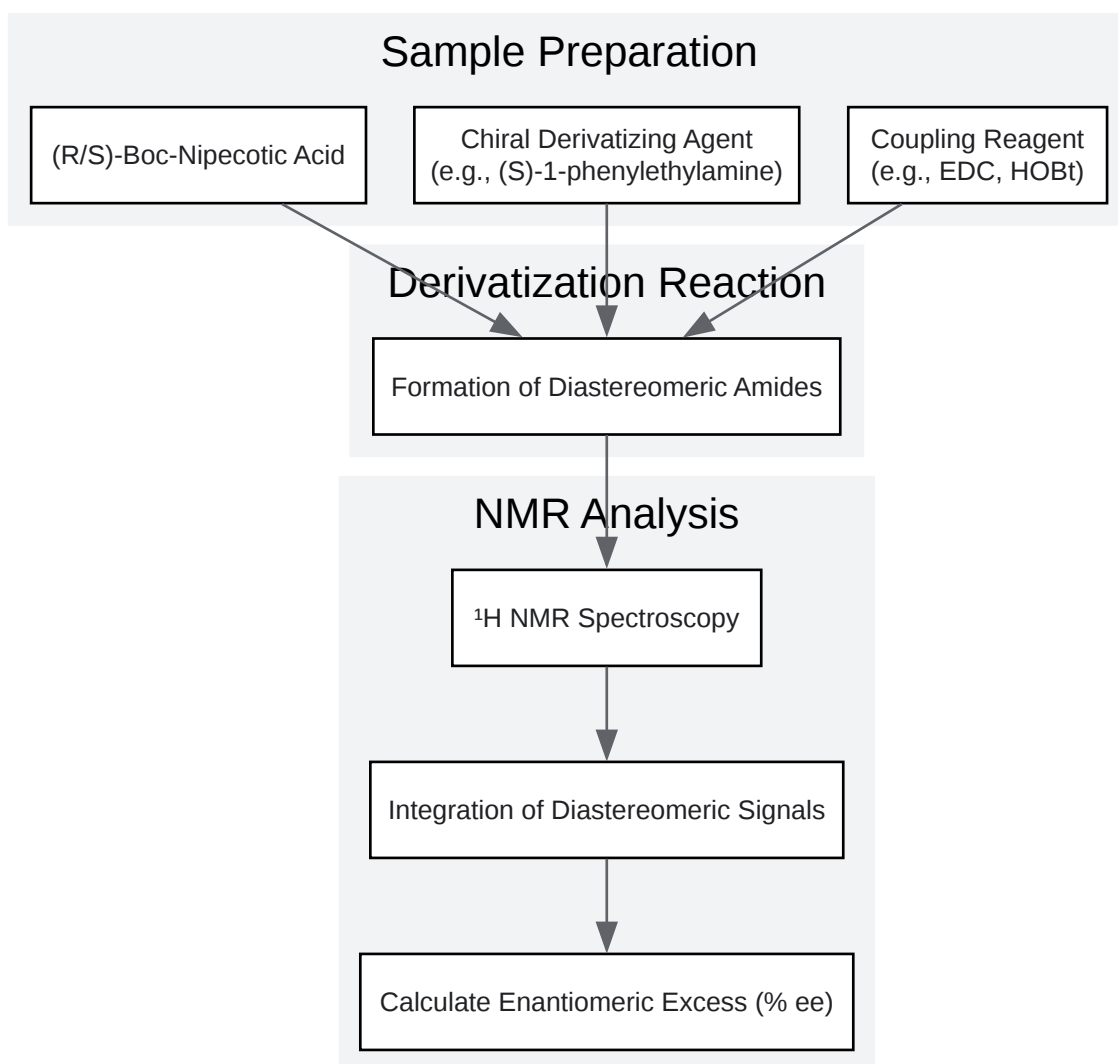 Sample Preparation
(R/S)-Boc-Nipecotic Acid
Chiral Derivatizing Agent
(e.g., (S)-1-phenylethylamine)
Coupling Reagent
(e.g., EDC, HOBt)
Derivatization Reaction
Formation of Diastereomeric Amides
NMR Analysis
¹H NMR Spectroscopy
Integration of Diastereomeric Signals
Calculate Enantiomeric Excess (% ee)